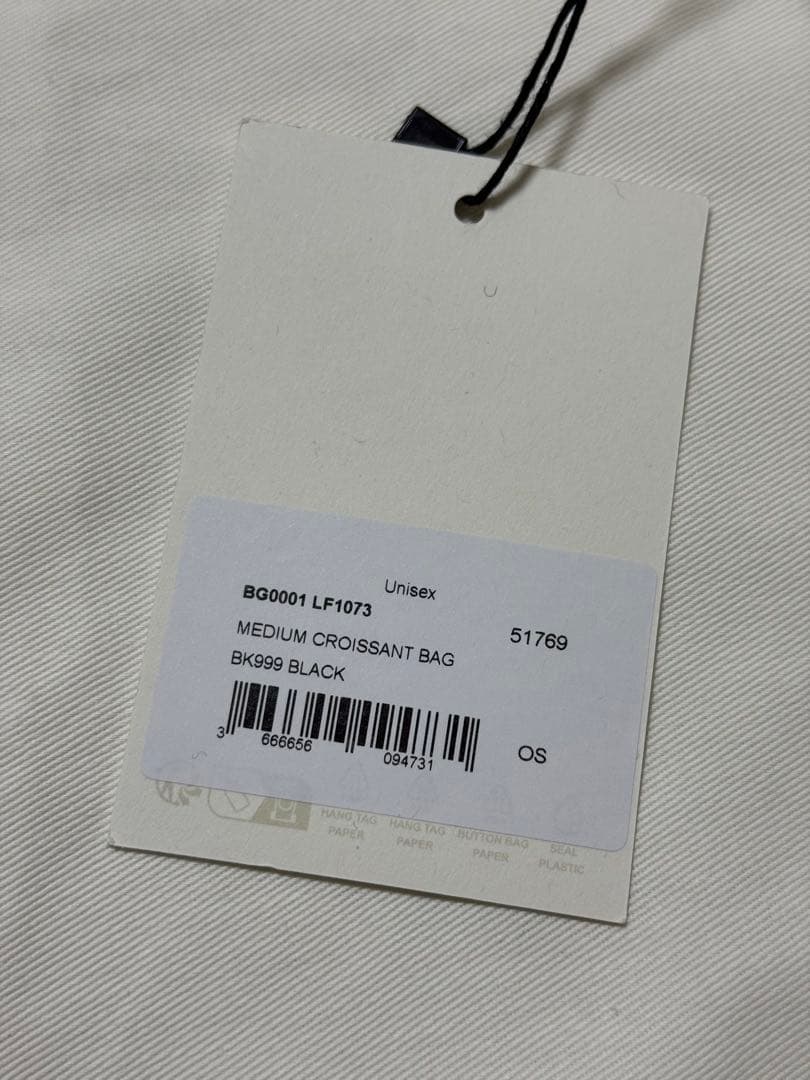 Unisex
BG0001 LF1073
51769
MEDIUM CROISSANT BAG
BK999 BLACK
3 666656 094731
OS
HANG TAG HANG TAG BUTTON BAG SEAL
PAPER PAPER PAPER PLASTIC